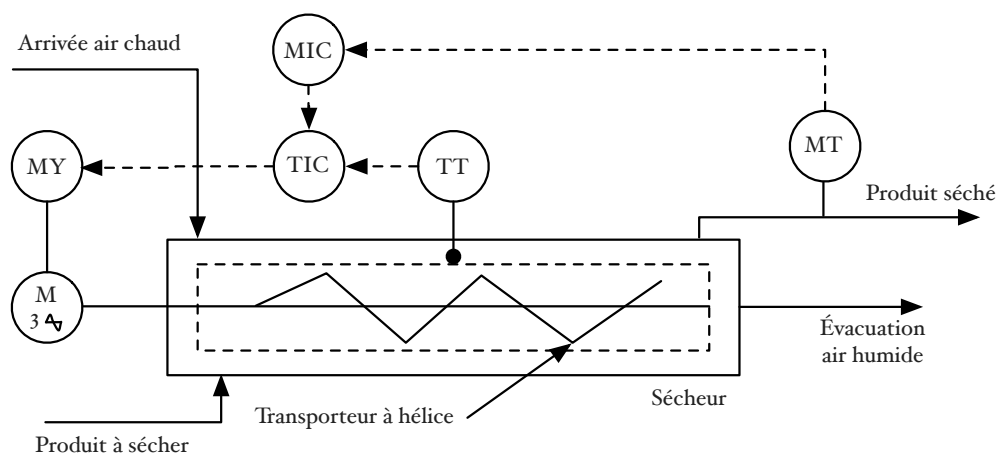 Arrivée air chaud
MIC
MT
MY
TIC
TT
Produit séché
M
3
Évacuation
air humide
Sécheur
Transporteur à hélice
Produit à sécher